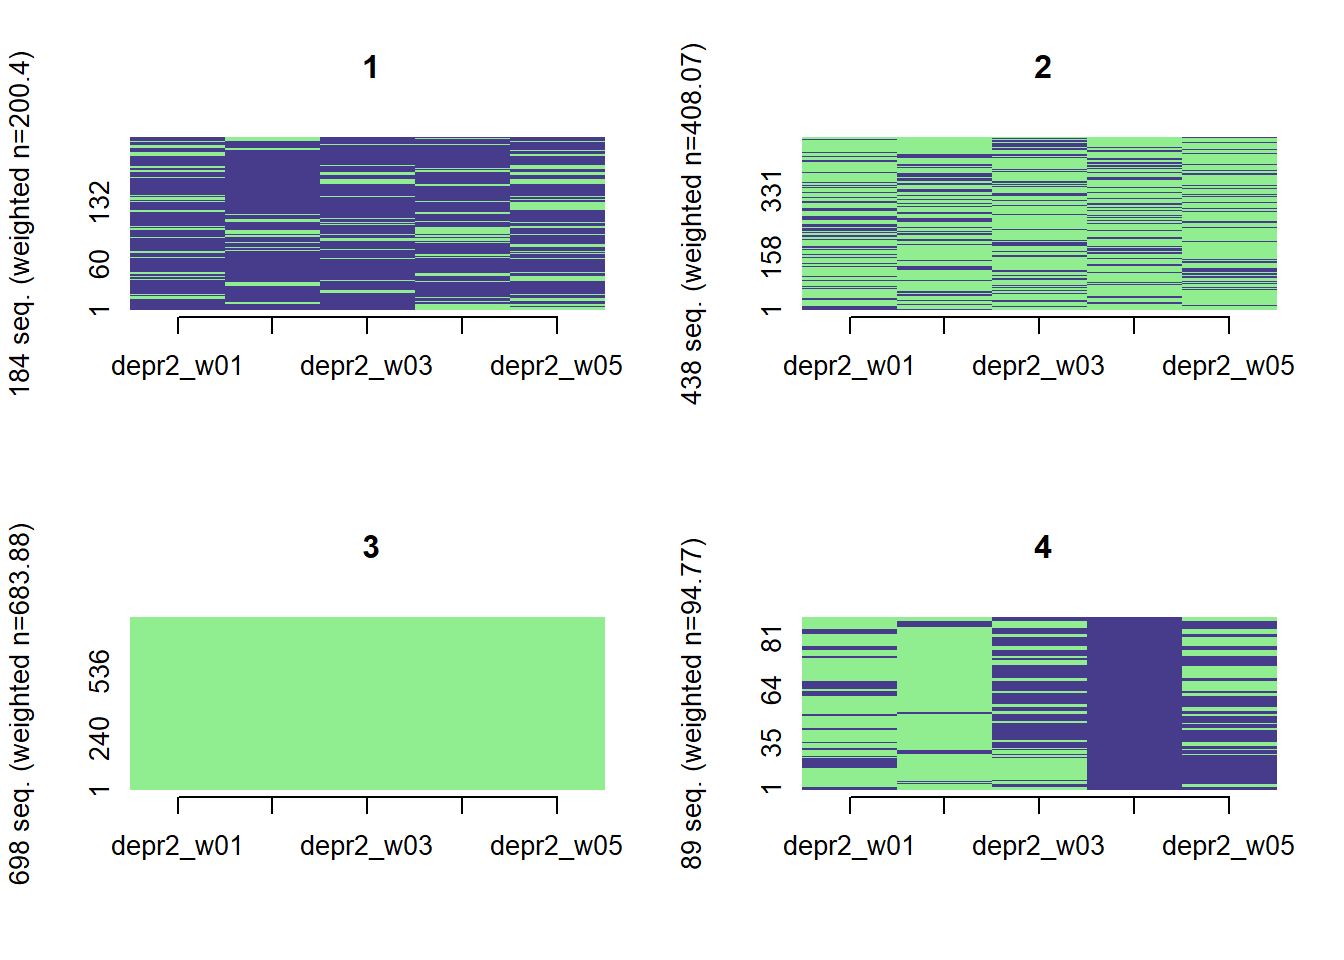 1
184 seq. (weighted n=200.4)
1 60 132
depr2_w01 depr2_w03 depr2_w05
2
438 seq. (weighted n=408.07)
1 158 331
depr2_w01 depr2_w03 depr2_w05
3
698 seq. (weighted n=683.88)
1 240 536
depr2_w01 depr2_w03 depr2_w05
4
89 seq. (weighted n=94.77)
1 35 64 81
depr2_w01 depr2_w03 depr2_w05